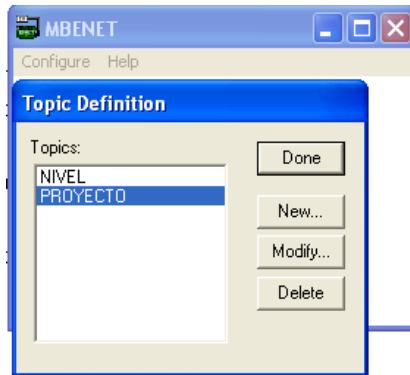 MBENET
Configure Help
Topic Definition
Topics:
NIVEL
PROYECTO
Done
New...
Modify...
Delete